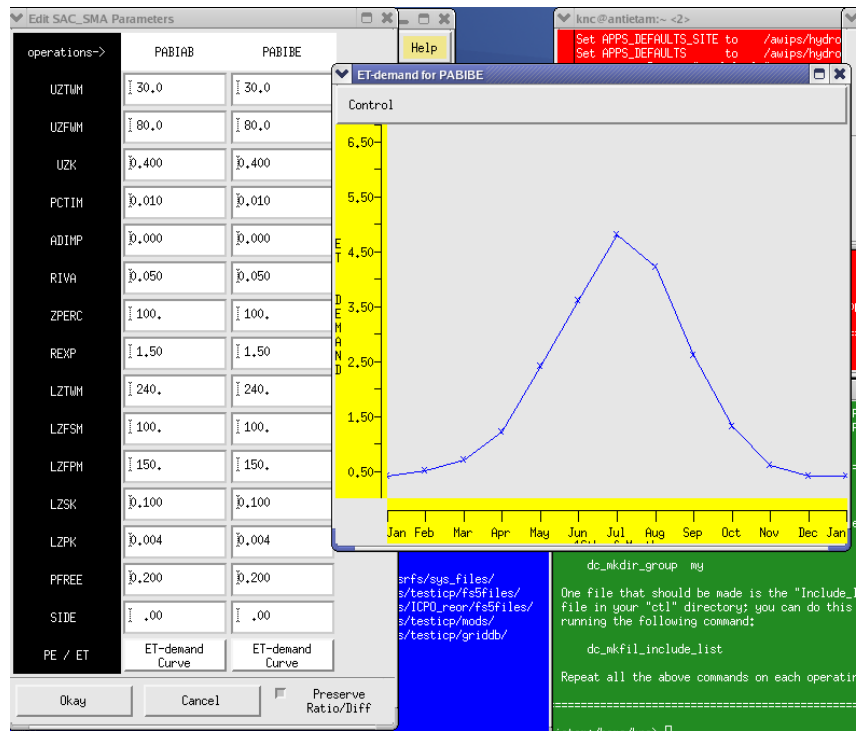 Edit SAC_SMA Parameters
operations-> PABIAB PABIBE
UZTWM 30.0 30.0
UZFWM 80.0 80.0
UZK 0.400 0.400
PCTIM 0.010 0.010
ADIMP 0.000 0.000
RIVA 0.050 0.050
ZPERC 100. 100.
REXP 1.50 1.50
LZTWM 240. 240.
LZFSM 100. 100.
LZFPM 150. 150.
LZSK 0.100 0.100
LZPK 0.004 0.004
PFREE 0.200 0.200
SIDE .00 .00
PE / ET ET-demand Curve ET-demand Curve
Okay Cancel Preserve Ratio/Diff
Help
knc@antietam:~ <2>
Set APPS_DEFAULTS_SITE to /awips/hydro
Set APPS_DEFAULTS to /awips/hydro
ET-demand for PABIBE
Control
ET DEMAND
6.50
5.50
4.50
3.50
2.50
1.50
0.50
Jan Feb Mar Apr May Jun Jul Aug Sep Oct Nov Dec Jan
srfs/sys_files/
s/testicp/fs5files/
s/ICPO_reor/fs5files/
s/testicp/mods/
s/testicp/griddb/
dc_mkdir_group my
One file that should be made is the "Include_l
file in your "ctl" directory; you can do this
running the following command:
dc_mkfil_include_list
Repeat all the above commands on each operatin